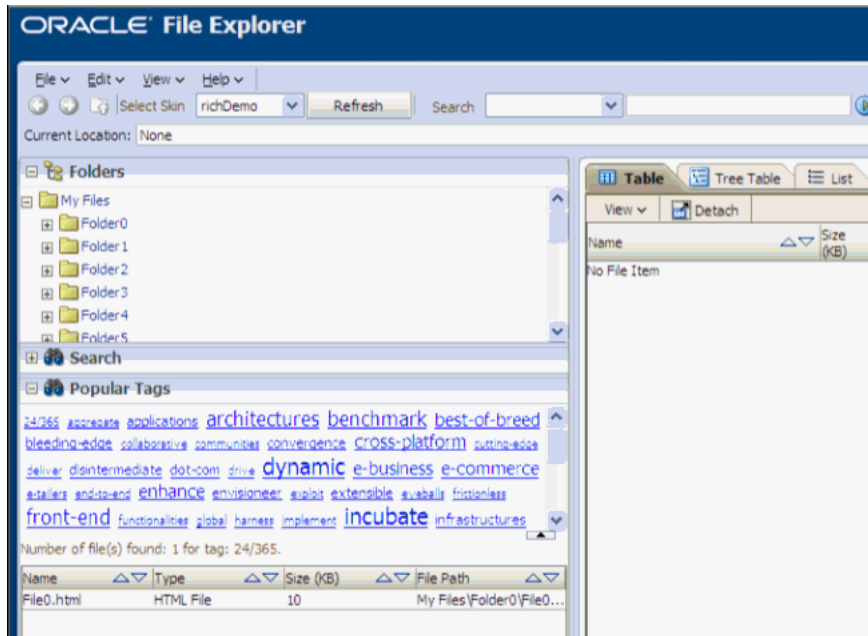 ORACLE File Explorer
File Edit View Help
Select Skin richDemo Refresh Search
Current Location: None
Folders
My Files
Folder0
Folder1
Folder2
Folder3
Folder4
Folder5
Search
Popular Tags
24/365 aggregate applications architectures benchmark best-of-breed
bleeding-edge collaborative communities convergence cross-platform cutting-edge
deliver disintermediate dot-com drive dynamic e-business e-commerce
e-tailers end-to-end enhance envisioneer exploit extensible eyeballs frictionless
front-end functionalities global harness implement incubate infrastructures
Number of file(s) found: 1 for tag: 24/365.
Name Type Size (KB) File Path
File0.html HTML File 10 My Files\Folder0\File0...
Table Tree Table List
View Detach
Name Size (KB)
No File Item